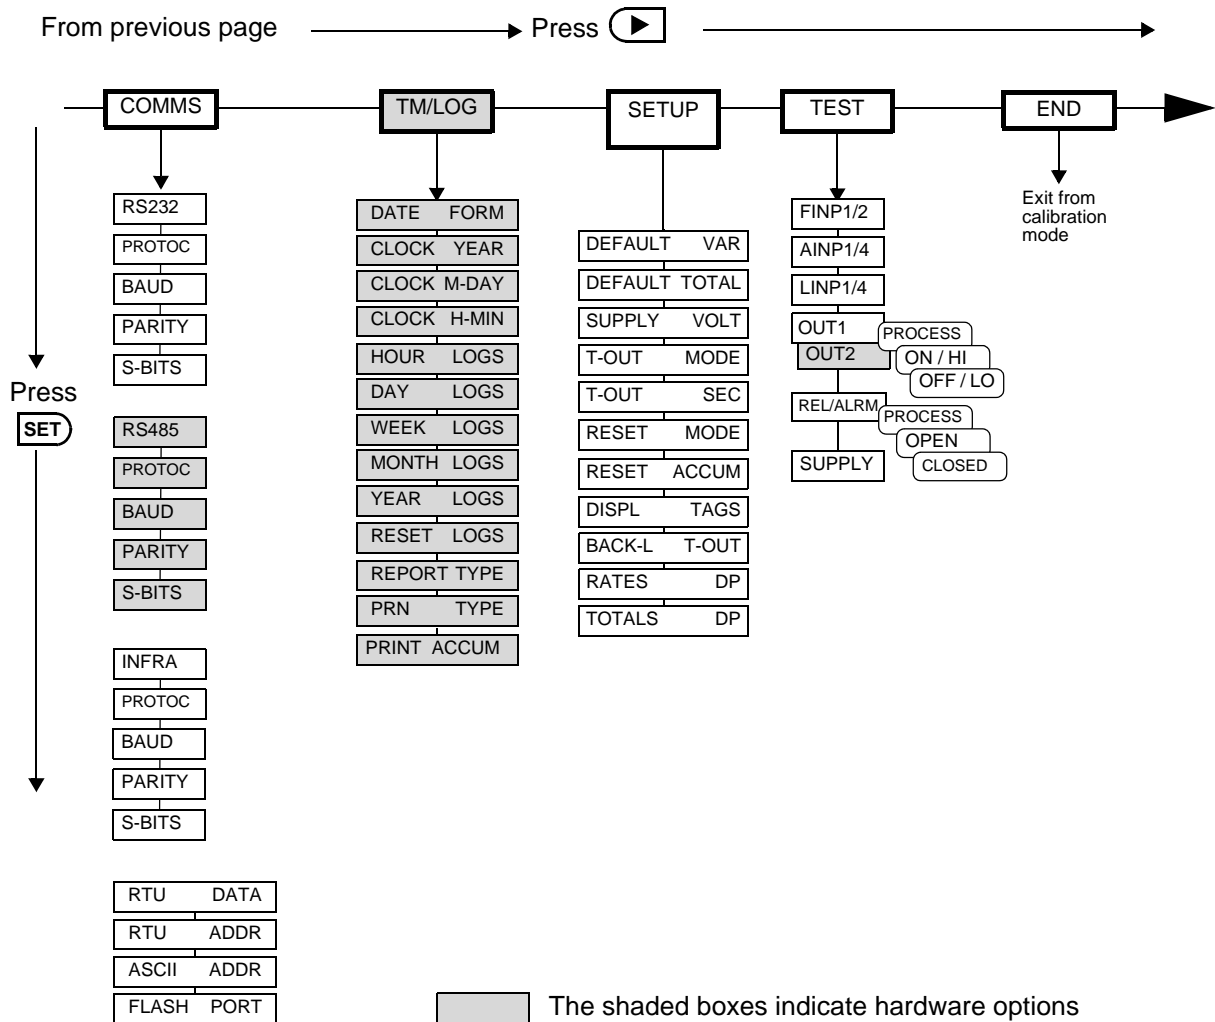 From previous page
Press
COMMS
TM/LOG
SETUP
TEST
END
Press
SET
RS232
PROTOC
BAUD
PARITY
S-BITS
RS485
PROTOC
BAUD
PARITY
S-BITS
INFRA
PROTOC
BAUD
PARITY
S-BITS
RTU DATA
RTU ADDR
ASCII ADDR
FLASH PORT
DATE FORM
CLOCK YEAR
CLOCK M-DAY
CLOCK H-MIN
HOUR LOGS
DAY LOGS
WEEK LOGS
MONTH LOGS
YEAR LOGS
RESET LOGS
REPORT TYPE
PRN TYPE
PRINT ACCUM
DEFAULT VAR
DEFAULT TOTAL
SUPPLY VOLT
T-OUT MODE
T-OUT SEC
RESET MODE
RESET ACCUM
DISPL TAGS
BACK-L T-OUT
RATES DP
TOTALS DP
FINP1/2
AINP1/4
LINP1/4
OUT1
OUT2
PROCESS
ON / HI
OFF / LO
REL/ALRM
PROCESS
OPEN
CLOSED
SUPPLY
Exit from
calibration
mode
The shaded boxes indicate hardware options